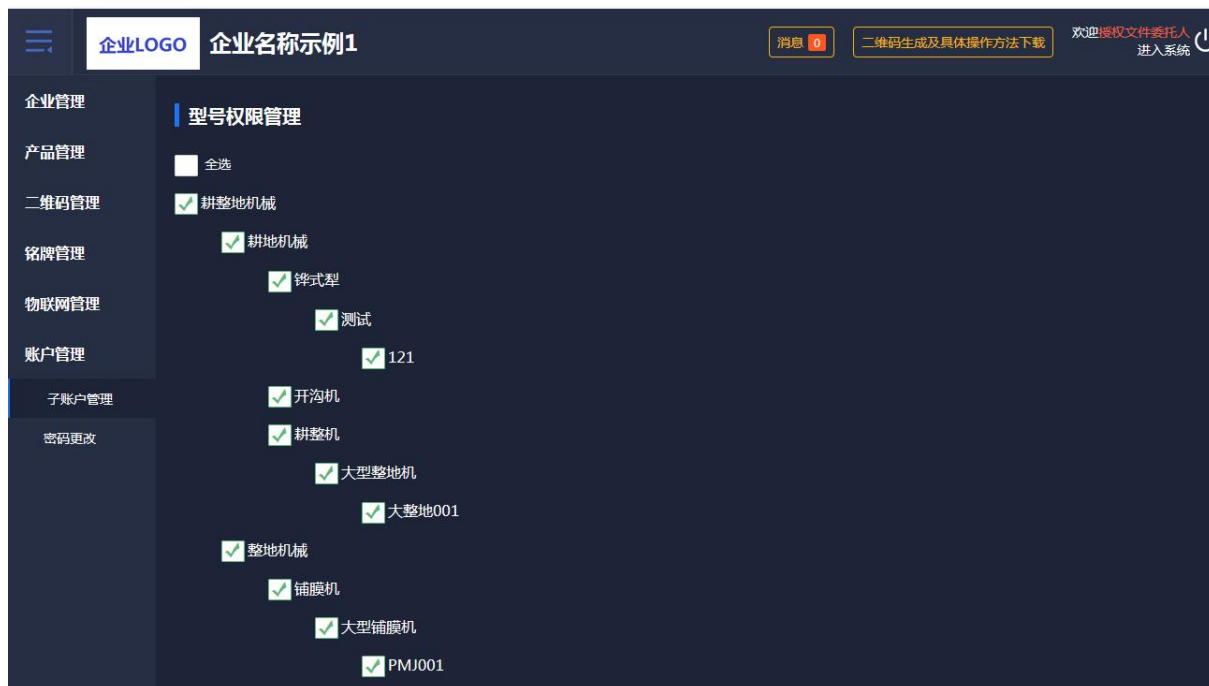 企业LOGO 企业名称示例1 消息 0 二维码生成及具体操作方法下载 欢迎授权文件委托人
进入系统
企业管理
产品管理
二维码管理
铭牌管理
物联网管理
账户管理
子账户管理
密码更改
型号权限管理
全选
耕整地机械
耕地机械
铧式犁
测试
121
开沟机
耕整机
大型整地机
大整地001
整地机械
铺膜机
大型铺膜机
PMJ001